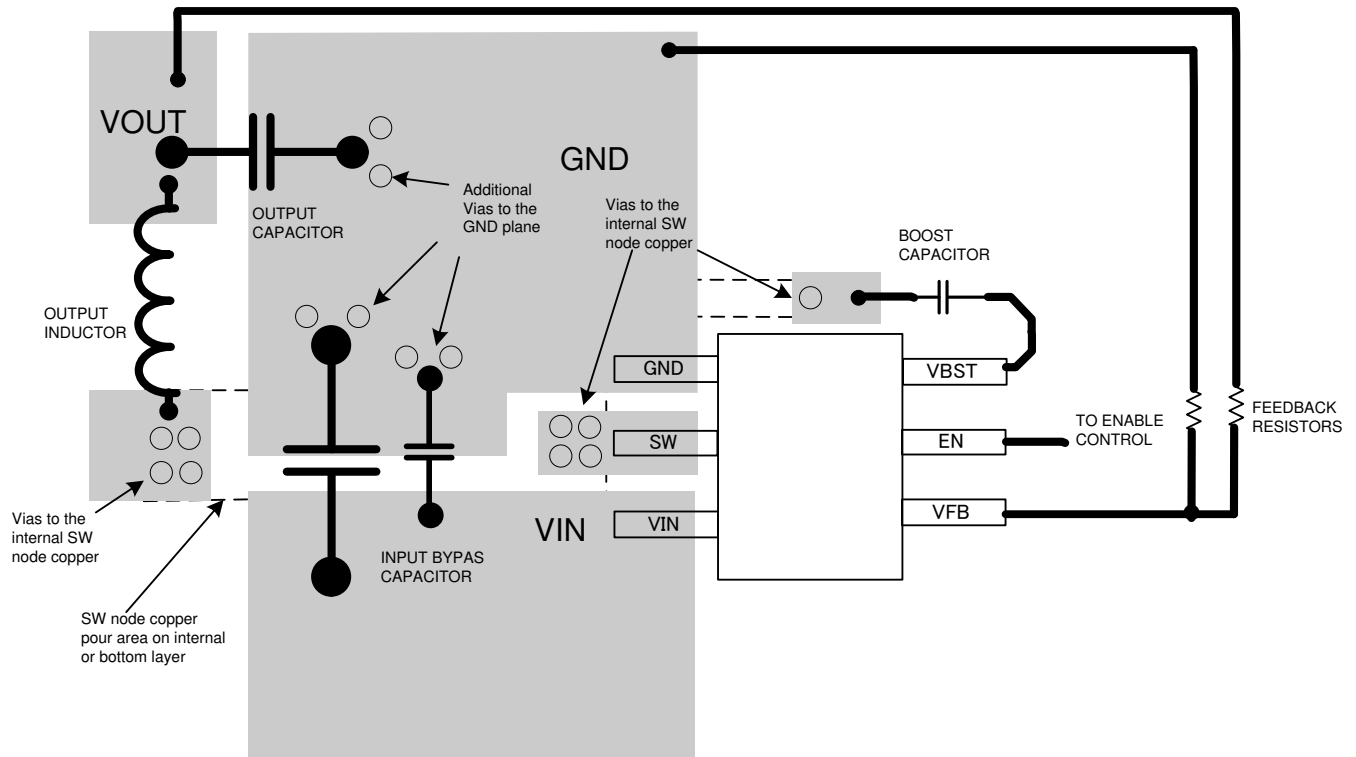 VOUT
GND
OUTPUT
CAPACITOR
Additional
Vias to the
GND plane
Vias to the
internal SW
node copper
BOOST
CAPACITOR
OUTPUT
INDUCTOR
GND
VBST
SW
EN
VIN
VFB
TO ENABLE
CONTROL
FEEDBACK
RESISTORS
VIN
INPUT BYPAS
CAPACITOR
Vias to the
internal SW
node copper
SW node copper
pour area on internal
or bottom layer